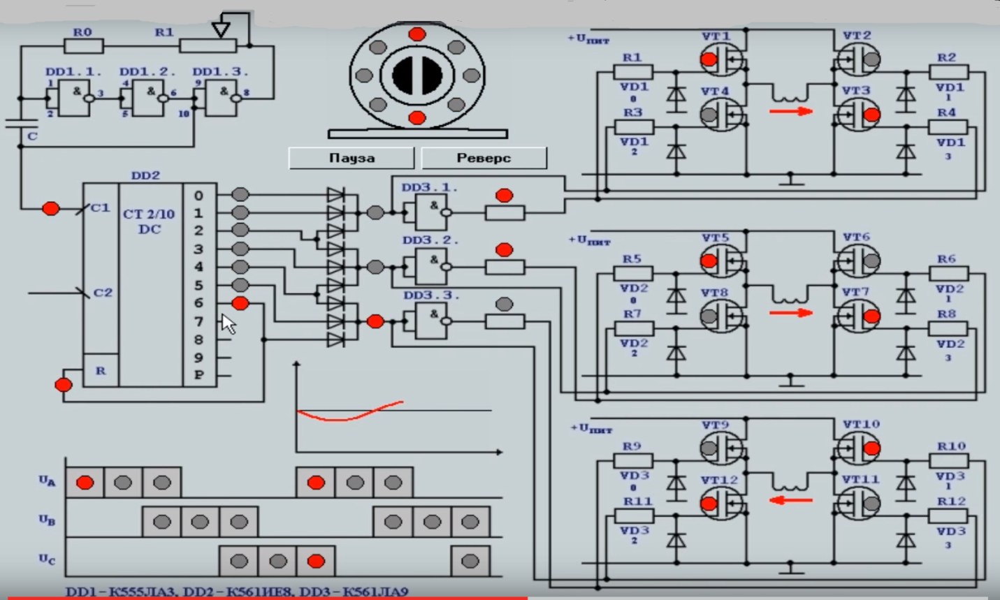 R0 R1
DD1.1. DD1.2. DD1.3.
1 & 3 4 & 6 9 & 8
2 5 10
C
Пауза Реверс
DD2
C1 CT 2/10
DC
C2
R
0
1
2
3
4
5
6
7
8
9
P
DD3.1.
&
DD3.2.
&
DD3.3.
&
+Uпит VT1 VT2
R1 R2
VD1 0 VT4 VT3 VD1 1
R3 R4
VD1 2 VD1 3
+Uпит VT5 VT6
R5 R6
VD2 0 VT8 VT7 VD2 1
R7 R8
VD2 2 VD2 3
+Uпит VT9 VT10
R9 R10
VD3 0 VT12 VT11 VD3 1
R11 R12
VD3 2 VD3 3
UA
UB
UC
DD1-К555ЛА3, DD2-К561ИЕ8, DD3-К561ЛА9